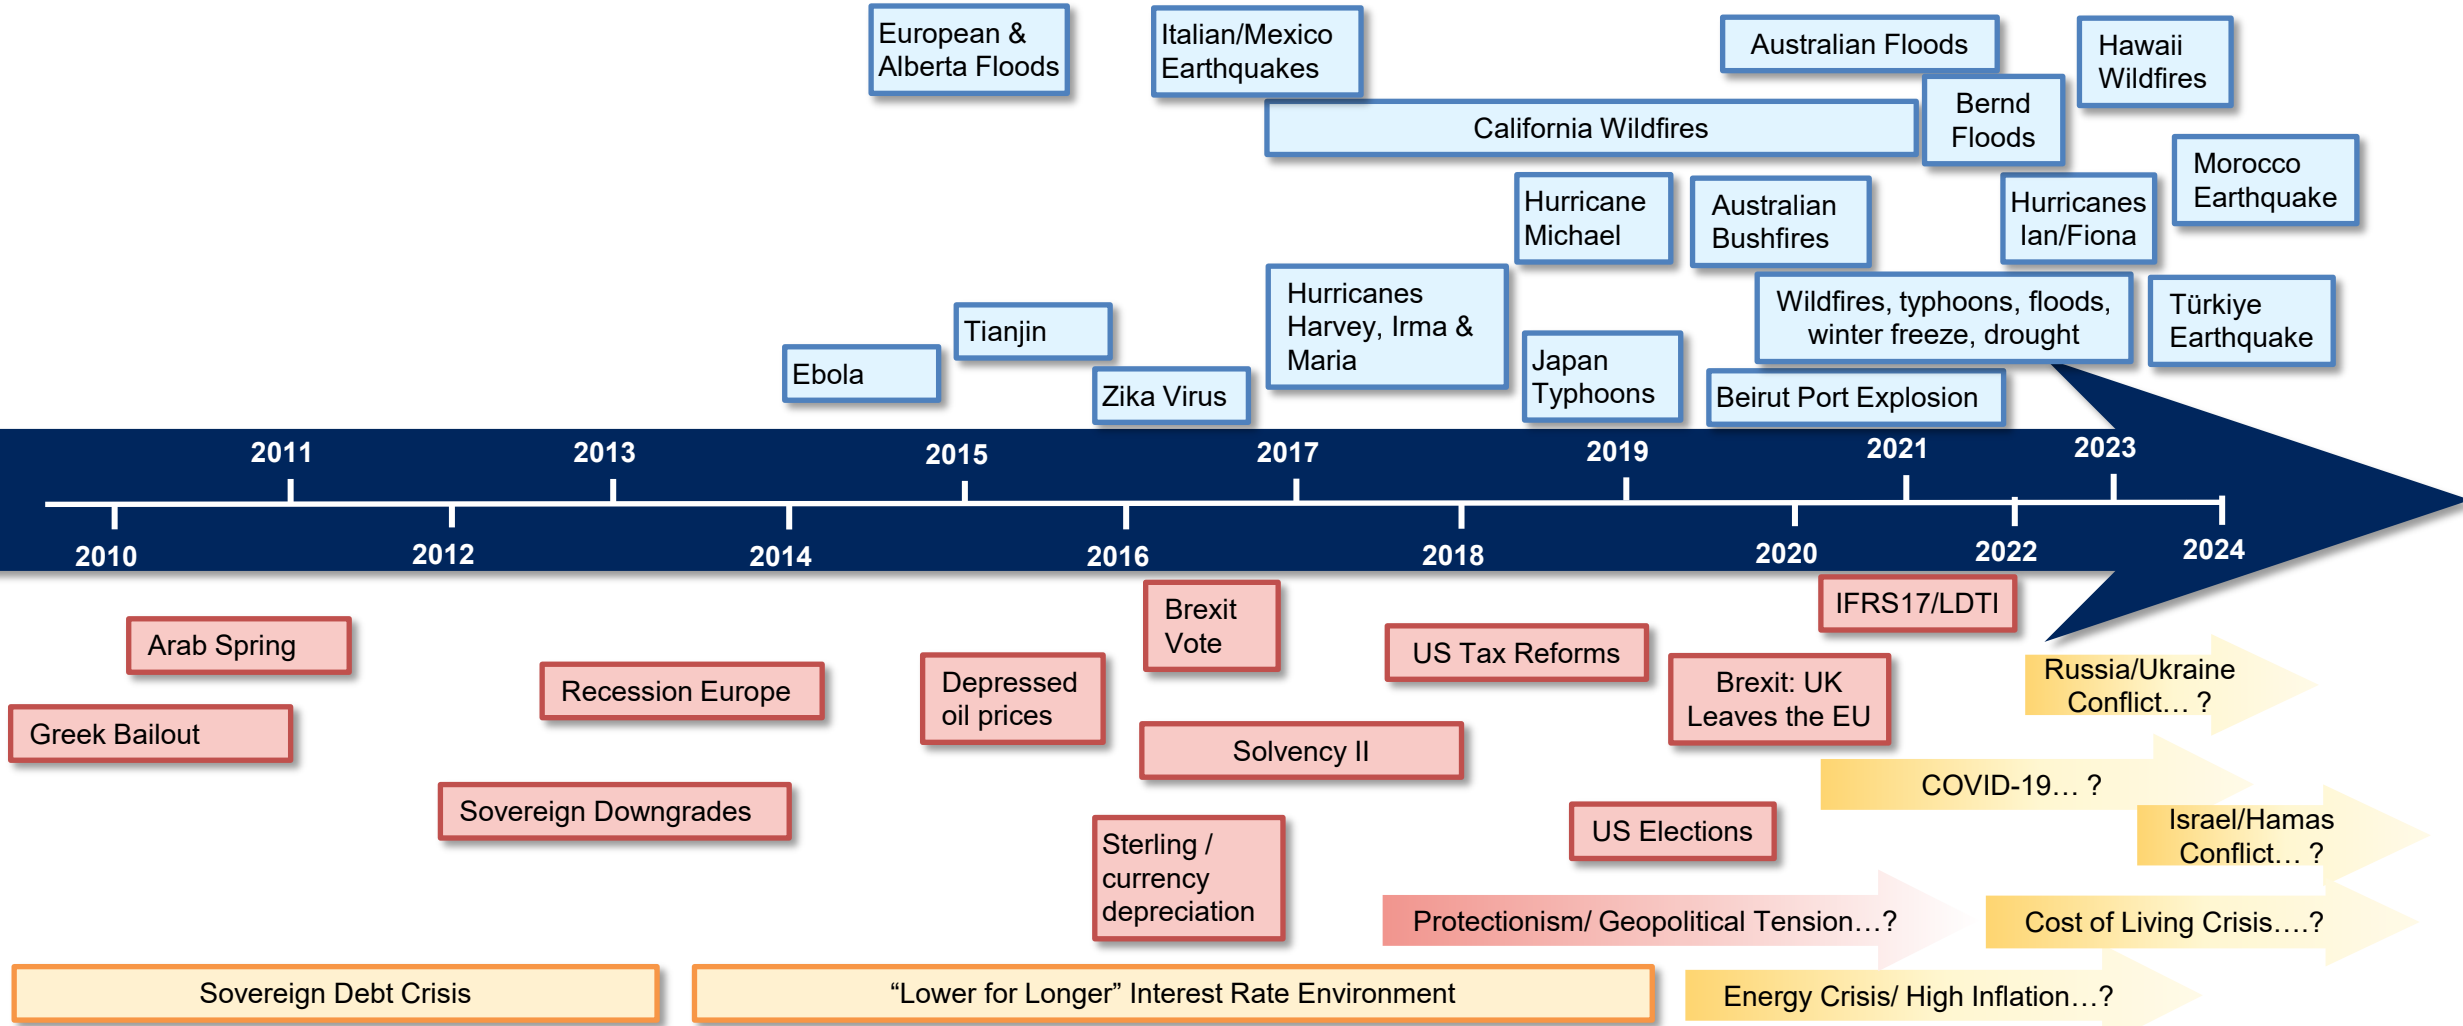 European &
Alberta Floods
Italian/Mexico
Earthquakes
Australian Floods
Hawaii
Wildfires
California Wildfires
Bernd
Floods
Morocco
Earthquake
Hurricane
Michael
Australian
Bushfires
Hurricanes
Ian/Fiona
Hurricanes
Harvey, Irma &
Maria
Wildfires, typhoons, floods,
winter freeze, drought
Türkiye
Earthquake
Tianjin
Ebola
Zika Virus
Japan
Typhoons
Beirut Port Explosion
2011
2013
2015
2017
2019
2021
2023
2010
2012
2014
2016
2018
2020
2022
2024
Arab Spring
Greek Bailout
Recession Europe
Sovereign Downgrades
Depressed
oil prices
Brexit
Vote
Solvency II
Sterling /
currency
depreciation
US Tax Reforms
IFRS17/LDTI
Brexit: UK
Leaves the EU
US Elections
Russia/Ukraine
Conflict… ?
COVID-19… ?
Israel/Hamas
Conflict… ?
Protectionism/ Geopolitical Tension…?
Cost of Living Crisis….?
Sovereign Debt Crisis
“Lower for Longer” Interest Rate Environment
Energy Crisis/ High Inflation…?